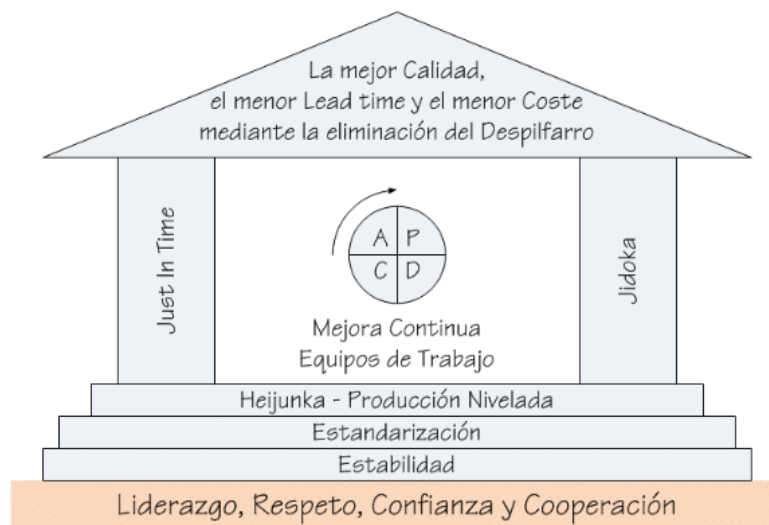 La mejor Calidad,
el menor Lead time y el menor Coste
mediante la eliminación del Despilfarro
Just In Time
A P
C D
Mejora Continua
Equipos de Trabajo
Jidoka
Heijunka - Producción Nivelada
Estandarización
Estabilidad
Liderazgo, Respeto, Confianza y Cooperación